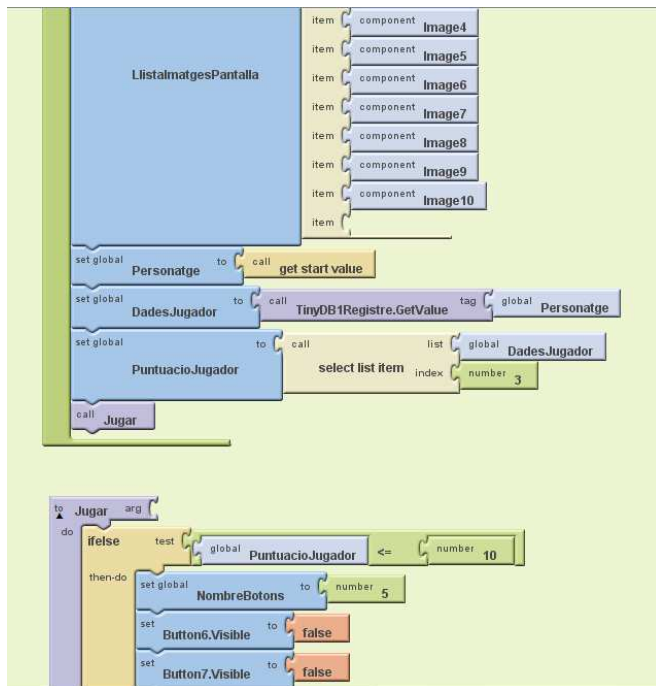 item component Image4
item component Image5
LlistaImatgesPantalla item component Image6
item component Image7
item component Image8
item component Image9
item component Image10
item
set global Personatge to call get start value
set global DadesJugador to call TinyDB1Registre.GetValue tag global Personatge
set global PuntuacioJugador to call select list item list global DadesJugador
index number 3
call Jugar
to Jugar arg
do ifelse test global PuntuacioJugador <= number 10
then-do set global NombreBotons to number 5
set Button6.Visible to false
set Button7.Visible to false